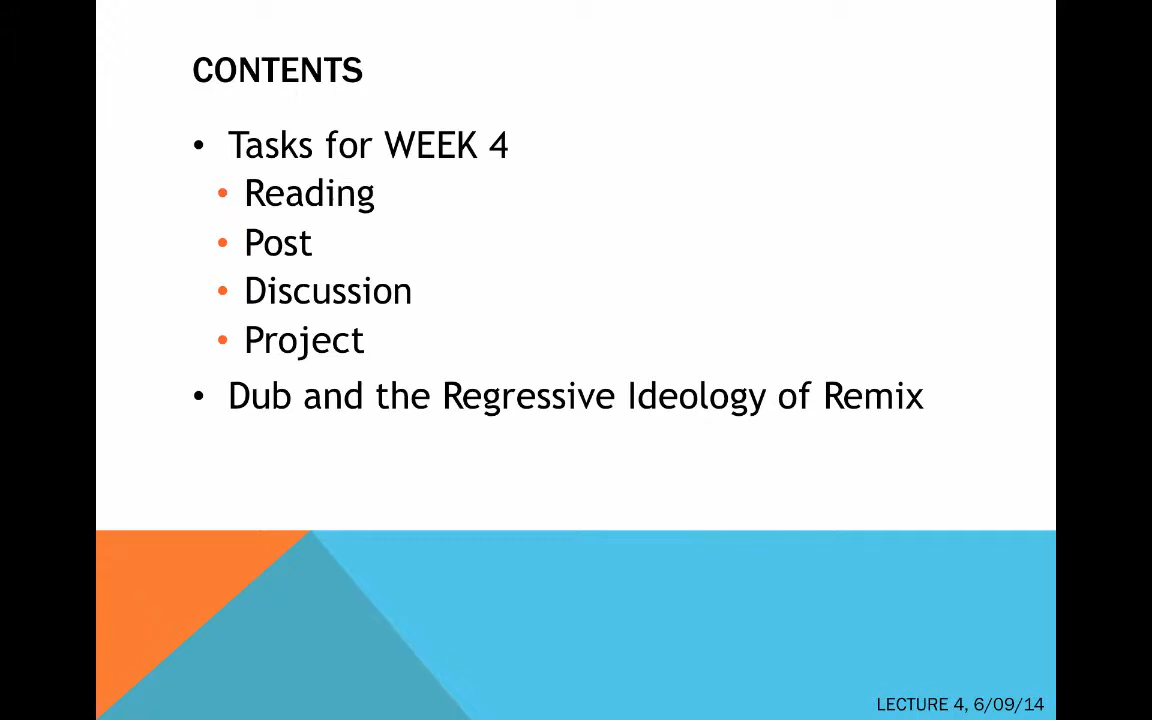 CONTENTS
• Tasks for WEEK 4
• Reading
• Post
• Discussion
• Project
• Dub and the Regressive Ideology of Remix
LECTURE 4, 6/09/14